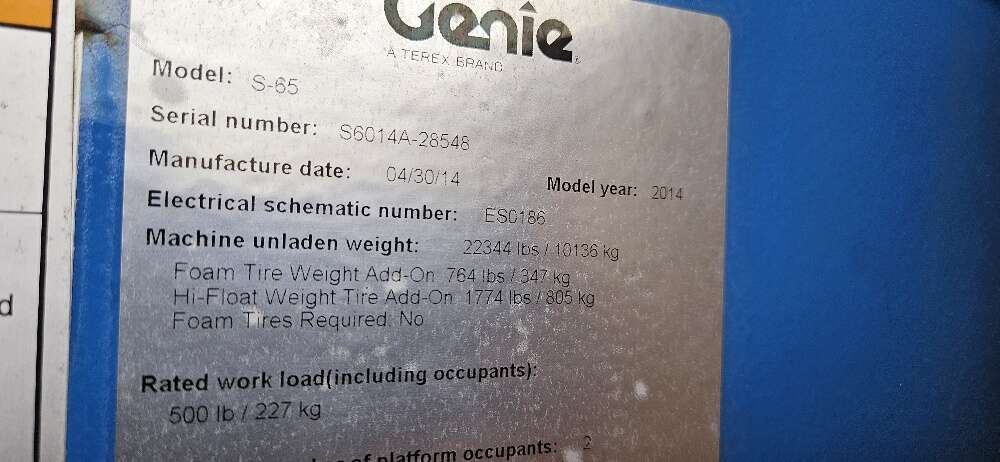 Genie
A TEREX BRAND
Model: S-65
Serial number: S6014A-28548
Manufacture date: 04/30/14 Model year: 2014
Electrical schematic number: ES0186
Machine unladen weight: 22344 lbs / 10136 kg
Foam Tire Weight Add-On: 764 lbs / 347 kg
Hi-Float Weight Tire Add-On: 1774 lbs / 805 kg
Foam Tires Required: No
Rated work load(including occupants):
500 lb / 227 kg
of platform occupants: 2
d